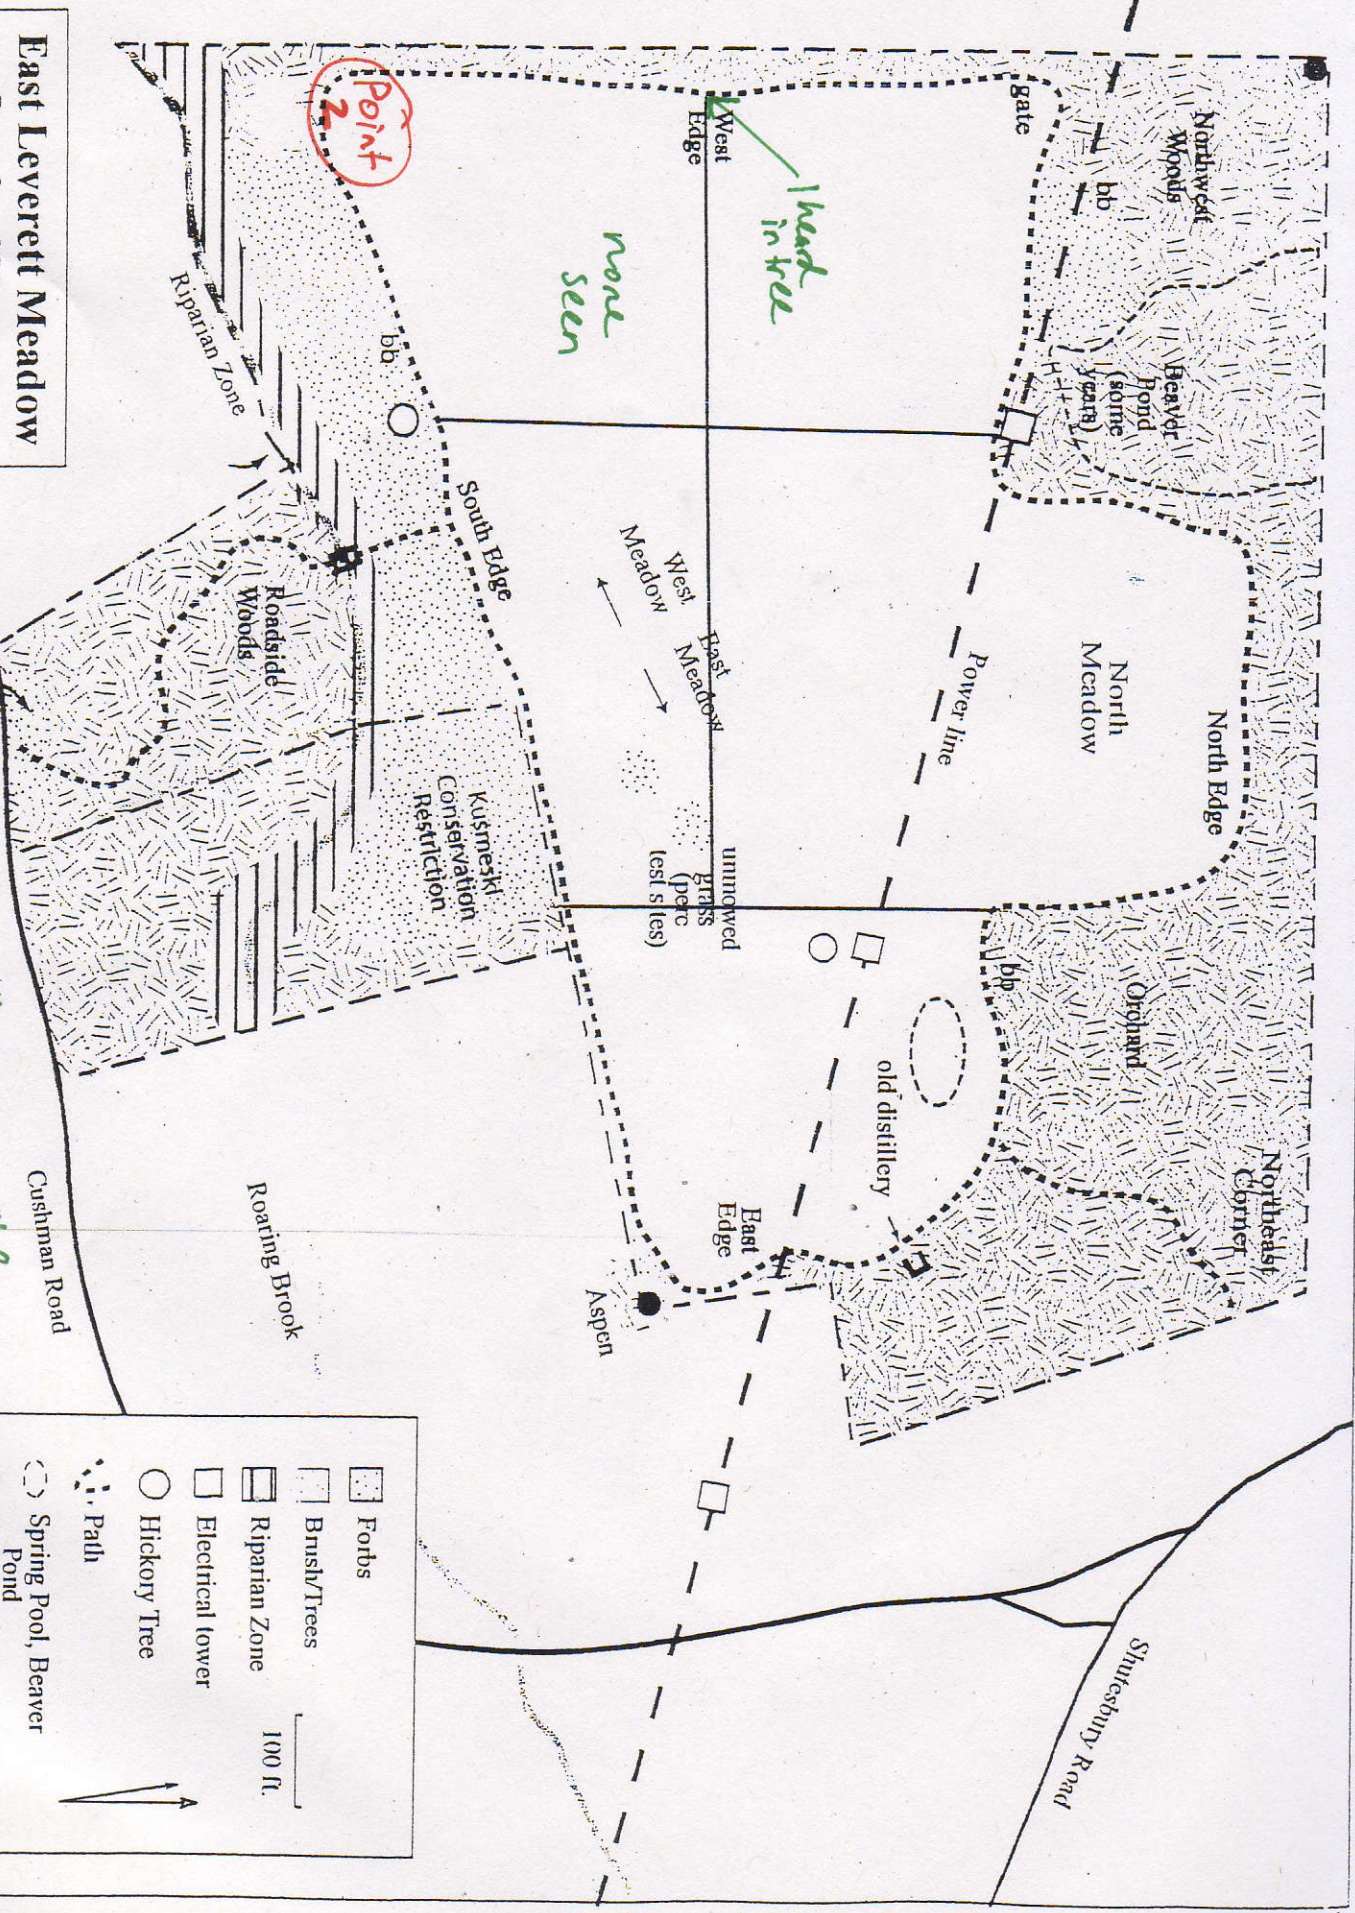 East Leverett Meadow
Point
2
West
Edge
1 heard
in tree
none
seen
gate
bb
Northwest
Woods
Beaver
Pond
(some
years)
Riparian Zone
bb
South Edge
West
Meadow
East
Meadow
Power line
North
Meadow
North Edge
Roadside
Woods
Kusmeski
Conservation
Restriction
unmowed
grass
(perc
test sites)
bb
Orchard
old distillery
Northeast
Corner
East
Edge
Aspen
Roaring Brook
Cushman Road
Shutesbury Road
Forbs
Brush/Trees
Riparian Zone
Electrical tower
Hickory Tree
Path
Spring Pool, Beaver
Pond
100 ft.